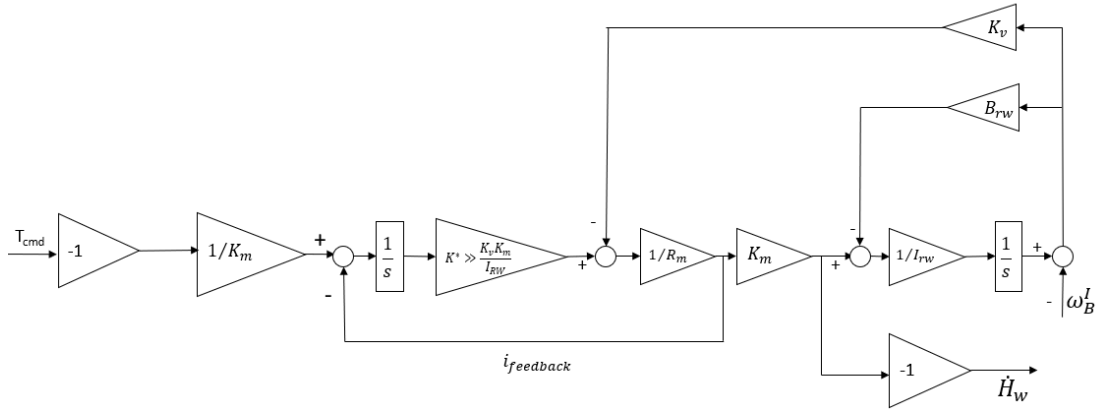 K_v
B_rw
T_cmd
-1
1/K_m
+
-
1
s
K* ≫ K_v K_m
I_RW
+
-
1/R_m
K_m
+
-
1/I_rw
1
s
+
-
ω_B^I
i_feedback
-1
Ḣ_w